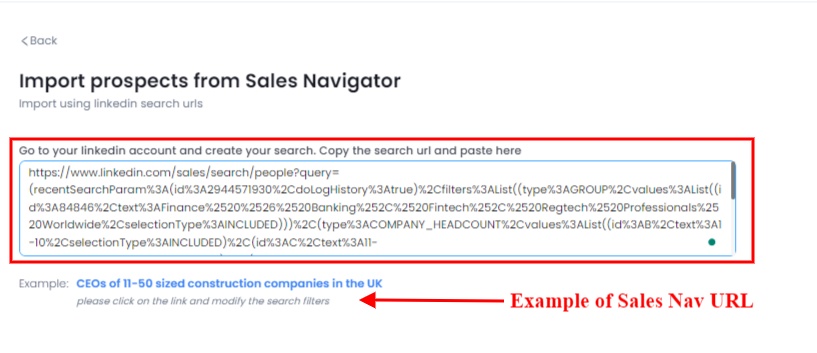 < Back
Import prospects from Sales Navigator
Import using linkedin search urls
Go to your linkedin account and create your search. Copy the search url and paste here
https://www.linkedin.com/sales/search/people?query=
(recentSearchParam%3A(id%3A2944571930%2CdoLogHistory%3Atrue)%2Cfilters%3AList((type%3AGROUP%2Cvalues%3AList((i
d%3A84846%2Ctext%3AFinance%2520%2526%2520Banking%252C%2520Fintech%252C%2520Regtech%2520Professionals%25
20Worldwide%2CselectionType%3AINCLUDED)))%2C(type%3ACOMPANY_HEADCOUNT%2Cvalues%3AList((id%3AB%2Ctext%3A1
-10%2CselectionType%3AINCLUDED)%2C(id%3AC%2Ctext%3A11-
Example: CEOs of 11-50 sized construction companies in the UK
please click on the link and modify the search filters
Example of Sales Nav URL